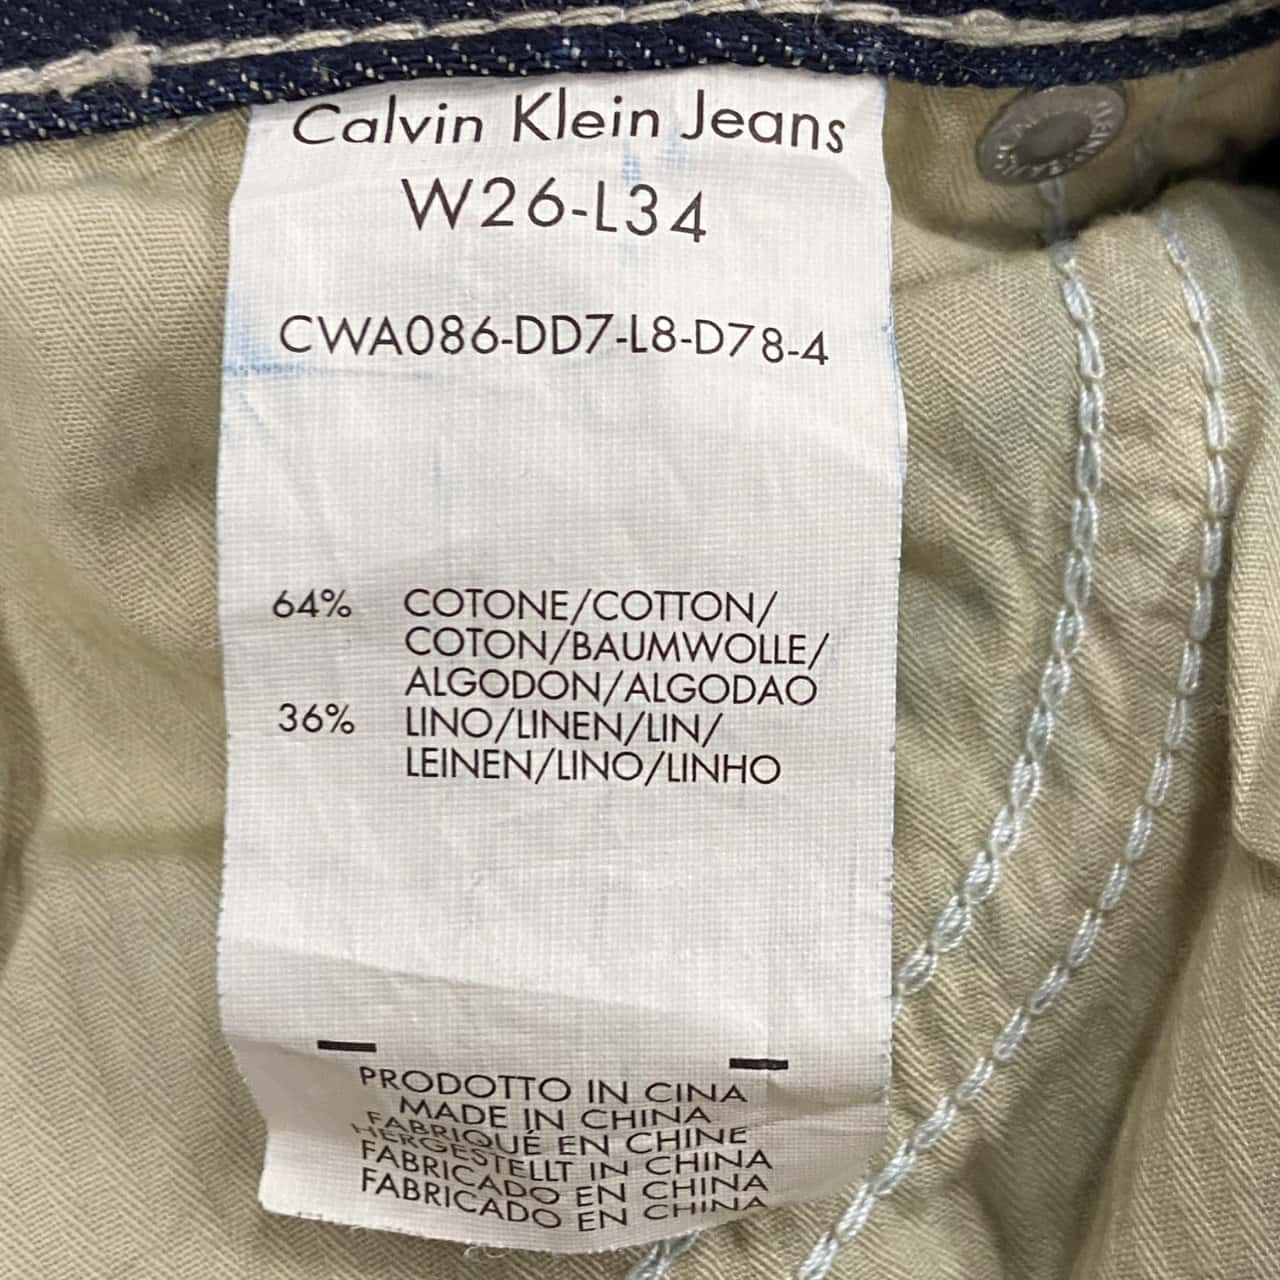 Calvin Klein Jeans
W26-L34
CWA086-DD7-L8-D78-4
64% COTONE/COTTON/
COTON/BAUMWOLLE/
ALGODON/ALGODAO
36% LINO/LINEN/LIN/
LEINEN/LINO/LINHO
PRODOTTO IN CINA
MADE IN CHINA
FABRIQUÉ EN CHINE
HERGESTELLT IN CHINA
FABRICADO EN CHINA
FABRICADO EN CHINA